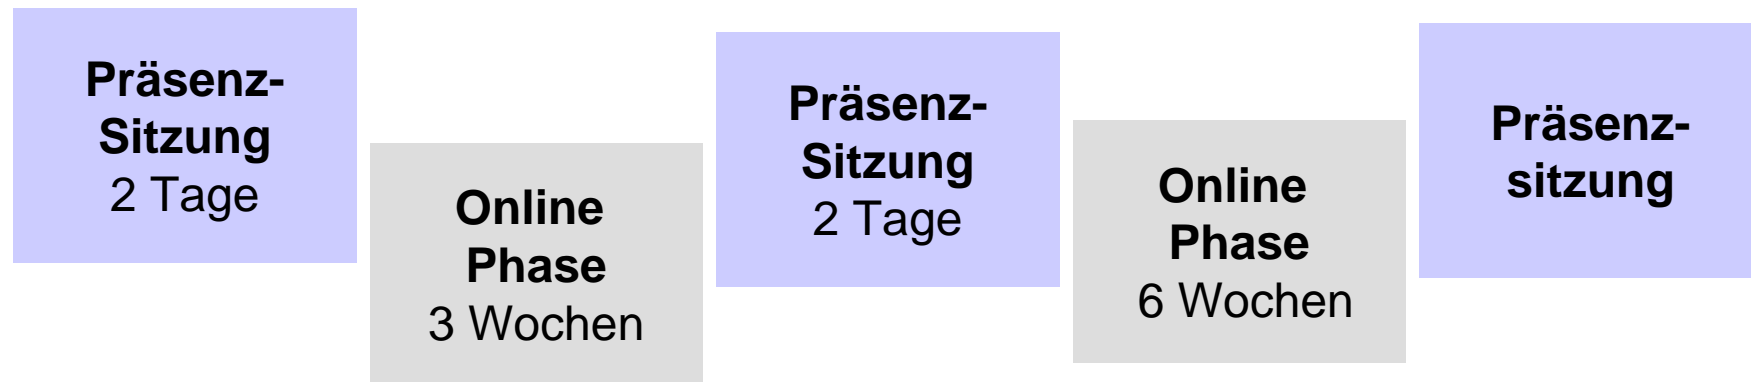 Präsenz-
Sitzung
2 Tage
Online
Phase
3 Wochen
Präsenz-
Sitzung
2 Tage
Online
Phase
6 Wochen
Präsenz-
sitzung